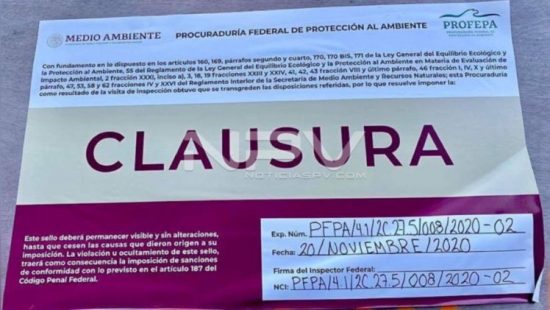 MEDIO AMBIENTE
PROCURADURÍA FEDERAL DE PROTECCIÓN AL AMBIENTE
PROFEPA
Con fundamento en lo dispuesto en los artículos 160, 169, párrafos segundo y cuarto, 170, 170 BIS, 171 de la Ley General del Equilibrio Ecológico y
la Protección al Ambiente, 55 del Reglamento de la Ley General del Equilibrio Ecológico y la Protección al Ambiente en Materia de Evaluación de
Impacto Ambiental, 2 fracción XXXI, inciso a), 3, 18, 19 fracciones XXIII y XXIV, 41, 42, 43 fracción VIII y último párrafo, 46 fracción I, IV, X y último
párrafo, 47, 53, 58 y 62 fracciones IV y XXVI del Reglamento Interior de la Secretaría de Medio Ambiente y Recursos Naturales; esta Procuraduría
como resultado de la visita de inspección obtuvo que se transgreden las disposiciones referidas, por lo que resuelve imponer la:
CLAUSURA
NPV
NOTICIASPV.COM
Este sello deberá permanecer visible y sin alteraciones,
hasta que cesen las causas que dieron origen a su
imposición. La violación u ocultamiento de este sello,
traerá como consecuencia la imposición de sanciones
de conformidad con lo previsto en el artículo 187 del
Código Penal Federal.
Exp. Núm. PFPA/4.1/2C.27.5/008/2020-02
Fecha: 20/NOVIEMBRE/2020
Firma del Inspector Federal:
NCI: PFPA/4.1/2C.27.5/008/2020-02